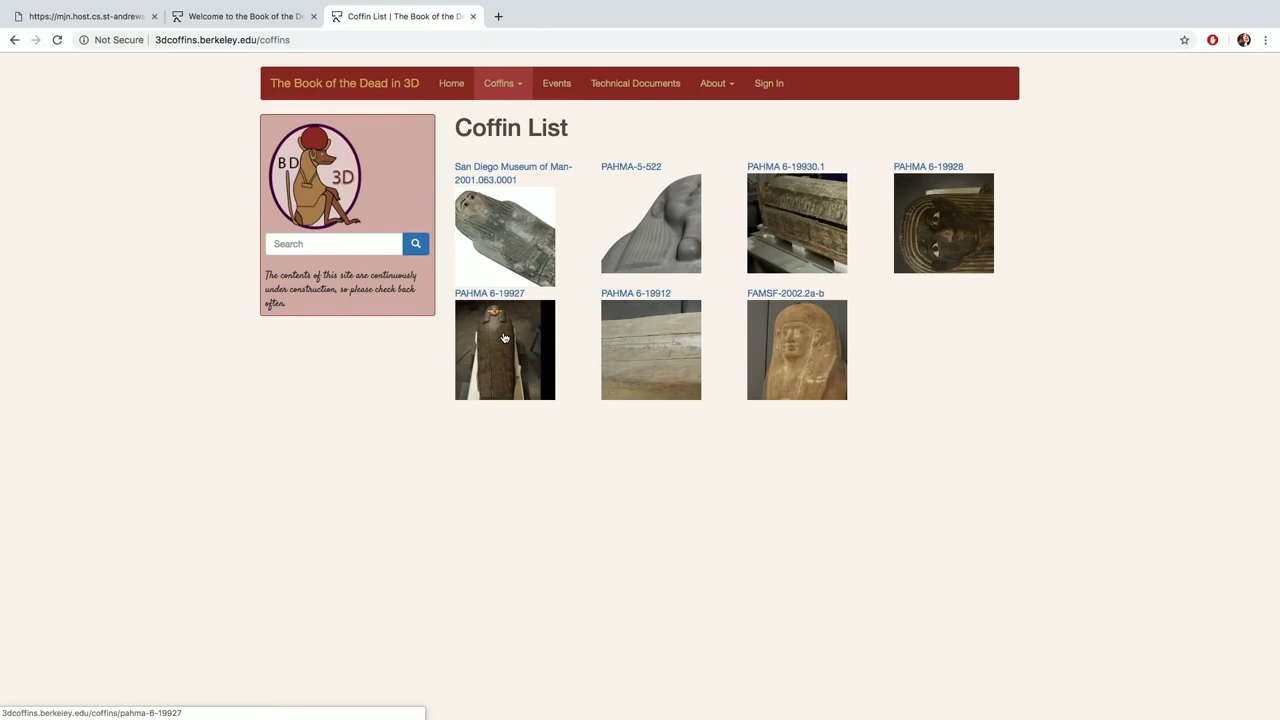 https://mjn.host.cs.st-andrews
Welcome to the Book of the De
Coffin List | The Book of the D
Not Secure
3dcoffins.berkeley.edu/coffins
The Book of the Dead in 3D
Home
Coffins
Events
Technical Documents
About
Sign In
BD
3D
Search
The contents of this site are continuously
under construction, so please check back
often.
Coffin List
San Diego Museum of Man-
2001.063.0001
PAHMA-5-522
PAHMA 6-19930.1
PAHMA 6-19928
PAHMA 6-19927
PAHMA 6-19912
FAMSF-2002.2a-b
3dcoffins.berkeley.edu/coffins/pahma-6-19927